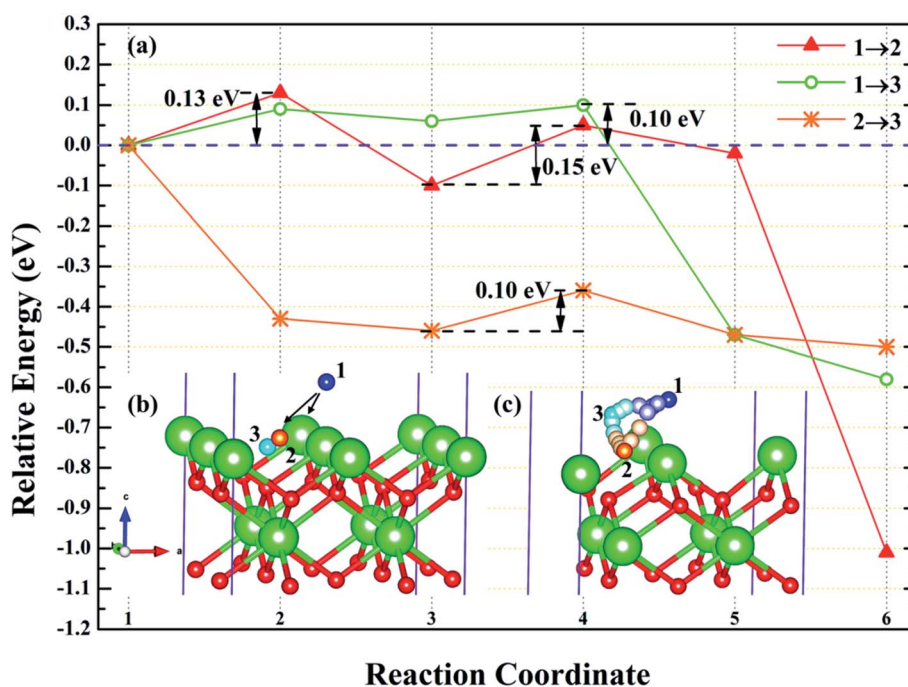 0.3
0.2
0.1
0.0
-0.1
-0.2
-0.3
-0.4
-0.5
-0.6
-0.7
-0.8
-0.9
-1.0
-1.1
-1.2
Relative Energy (eV)
(a)
1→2
1→3
2→3
0.13 eV
0.10 eV
0.15 eV
0.10 eV
(b)
1
3
2
c
a
(c)
1
3
2
1 2 3 4 5 6
Reaction Coordinate